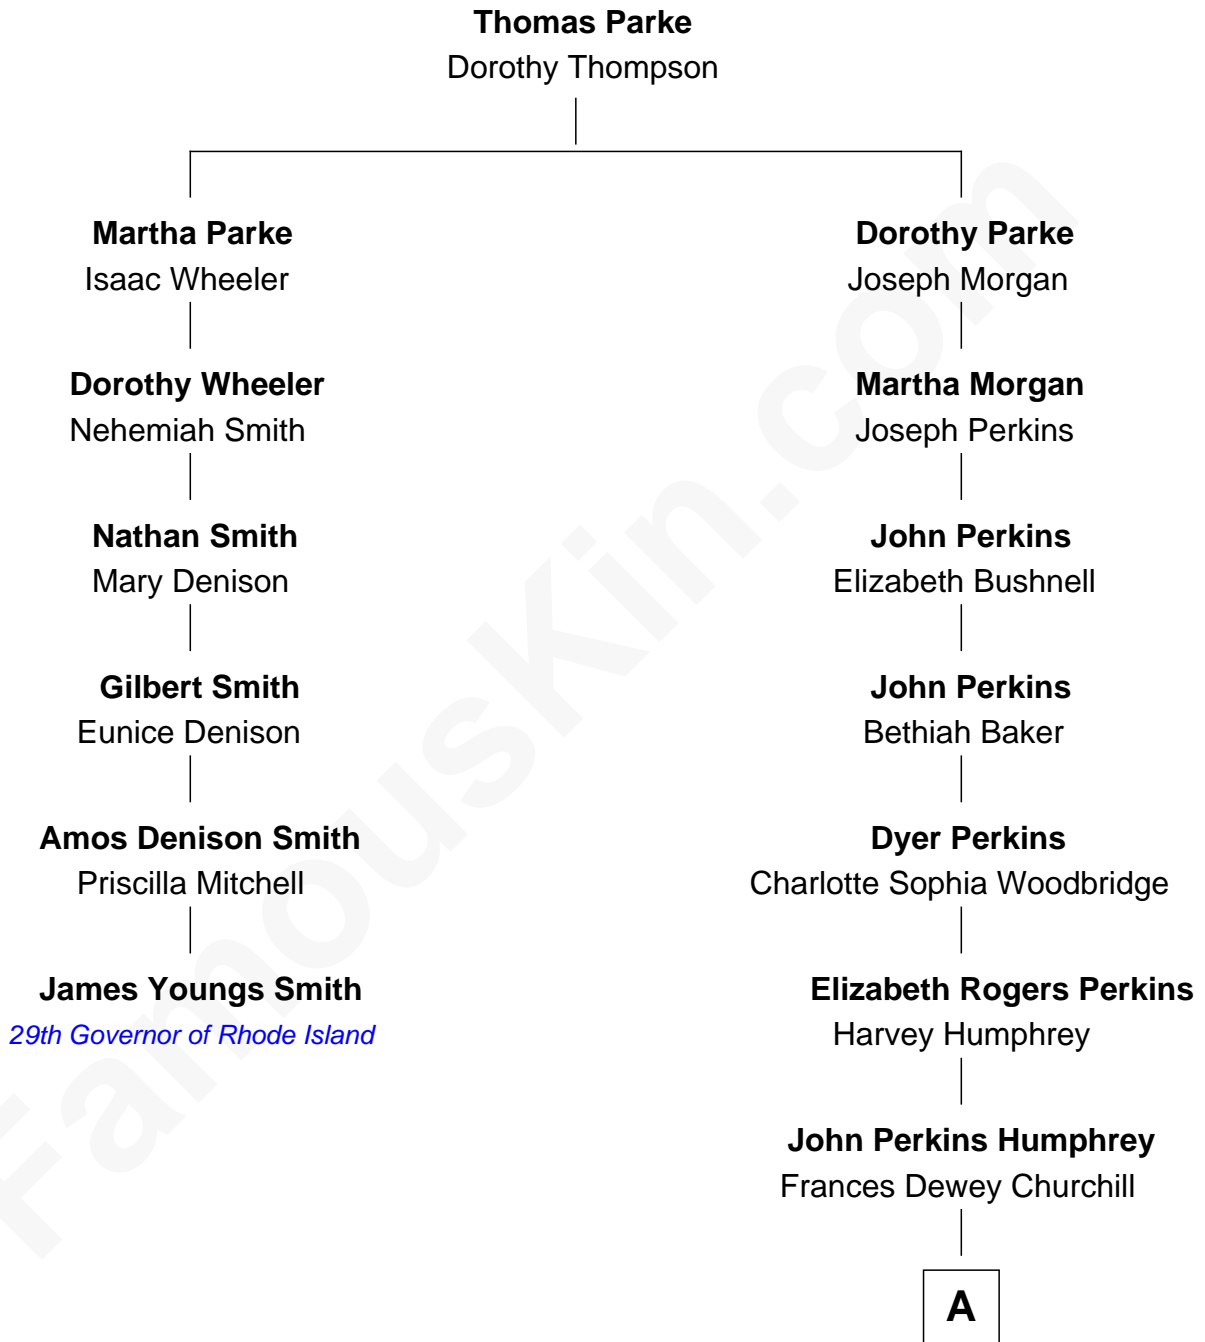 Thomas Parke
Dorothy Thompson
Martha Parke
Isaac Wheeler
Dorothy Parke
Joseph Morgan
Dorothy Wheeler
Nehemiah Smith
Martha Morgan
Joseph Perkins
Nathan Smith
Mary Denison
John Perkins
Elizabeth Bushnell
Gilbert Smith
Eunice Denison
John Perkins
Bethiah Baker
Amos Denison Smith
Priscilla Mitchell
Dyer Perkins
Charlotte Sophia Woodbridge
James Youngs Smith
29th Governor of Rhode Island
Elizabeth Rogers Perkins
Harvey Humphrey
John Perkins Humphrey
Frances Dewey Churchill
A
FamousKin.com